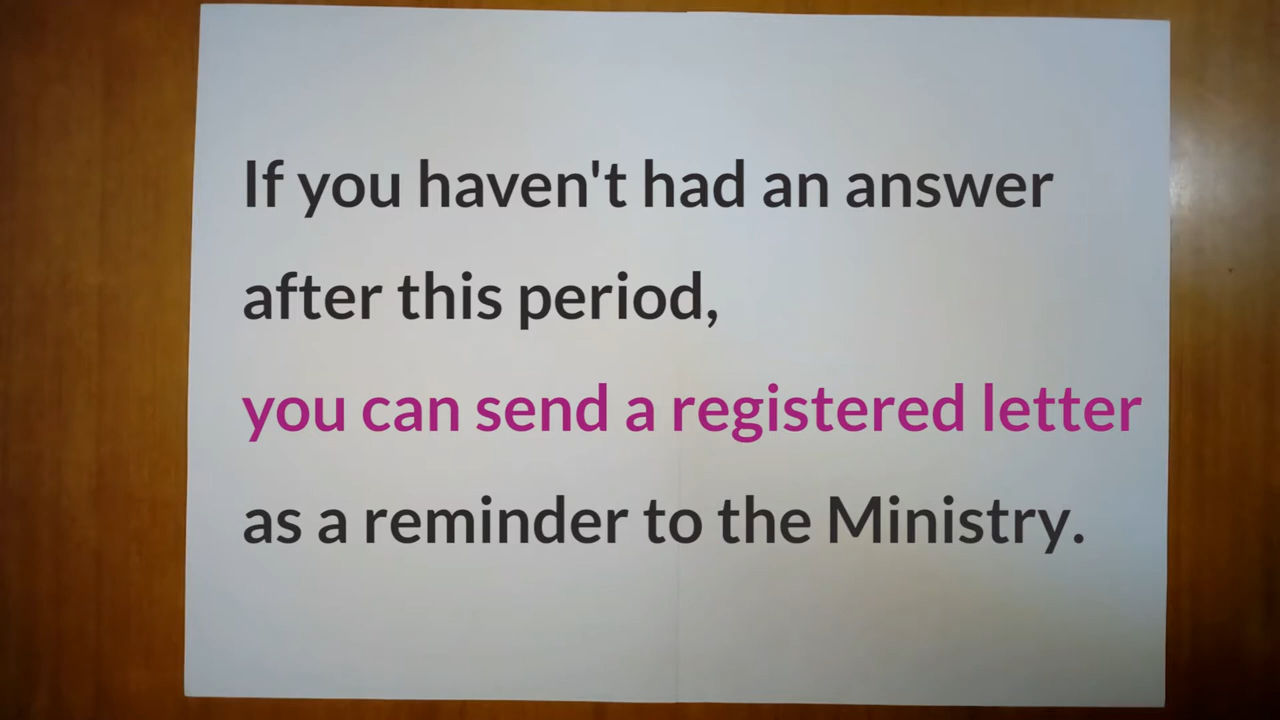 If you haven't had an answer
after this period,
you can send a registered letter
as a reminder to the Ministry.